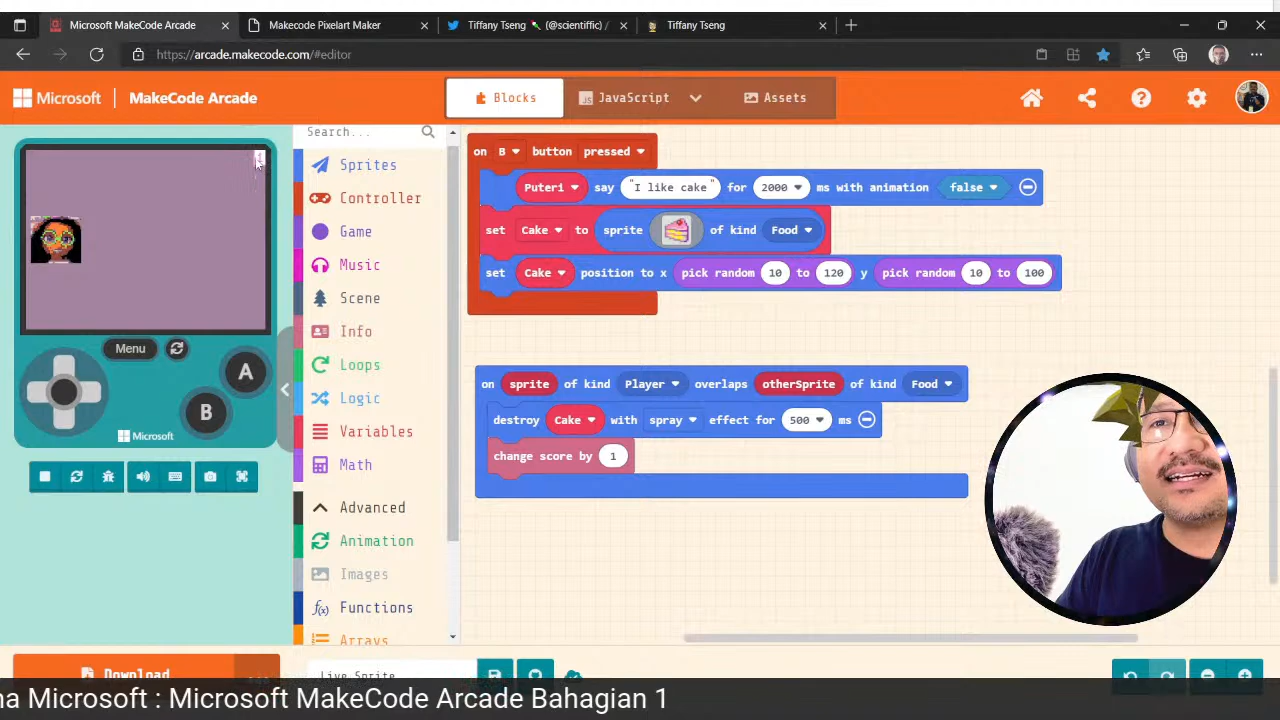 Microsoft MakeCode Arcade
Makecode Pixelart Maker
Tiffany Tseng (@scientiffic) /
Tiffany Tseng
https://arcade.makecode.com/#editor
Microsoft
MakeCode Arcade
Blocks
JavaScript
Assets
Search...
Sprites
Controller
Game
Music
Scene
Info
Loops
Logic
Variables
Math
Advanced
Animation
Images
Functions
Arrays
Menu
A
B
Microsoft
on B button pressed
Puteri say "I like cake" for 2000 ms with animation false
set Cake to sprite of kind Food
set Cake position to x pick random 10 to 120 y pick random 10 to 100
on sprite of kind Player overlaps otherSprite of kind Food
destroy Cake with spray effect for 500 ms
change score by 1
Download
Live Sprite
na Microsoft : Microsoft MakeCode Arcade Bahagian 1